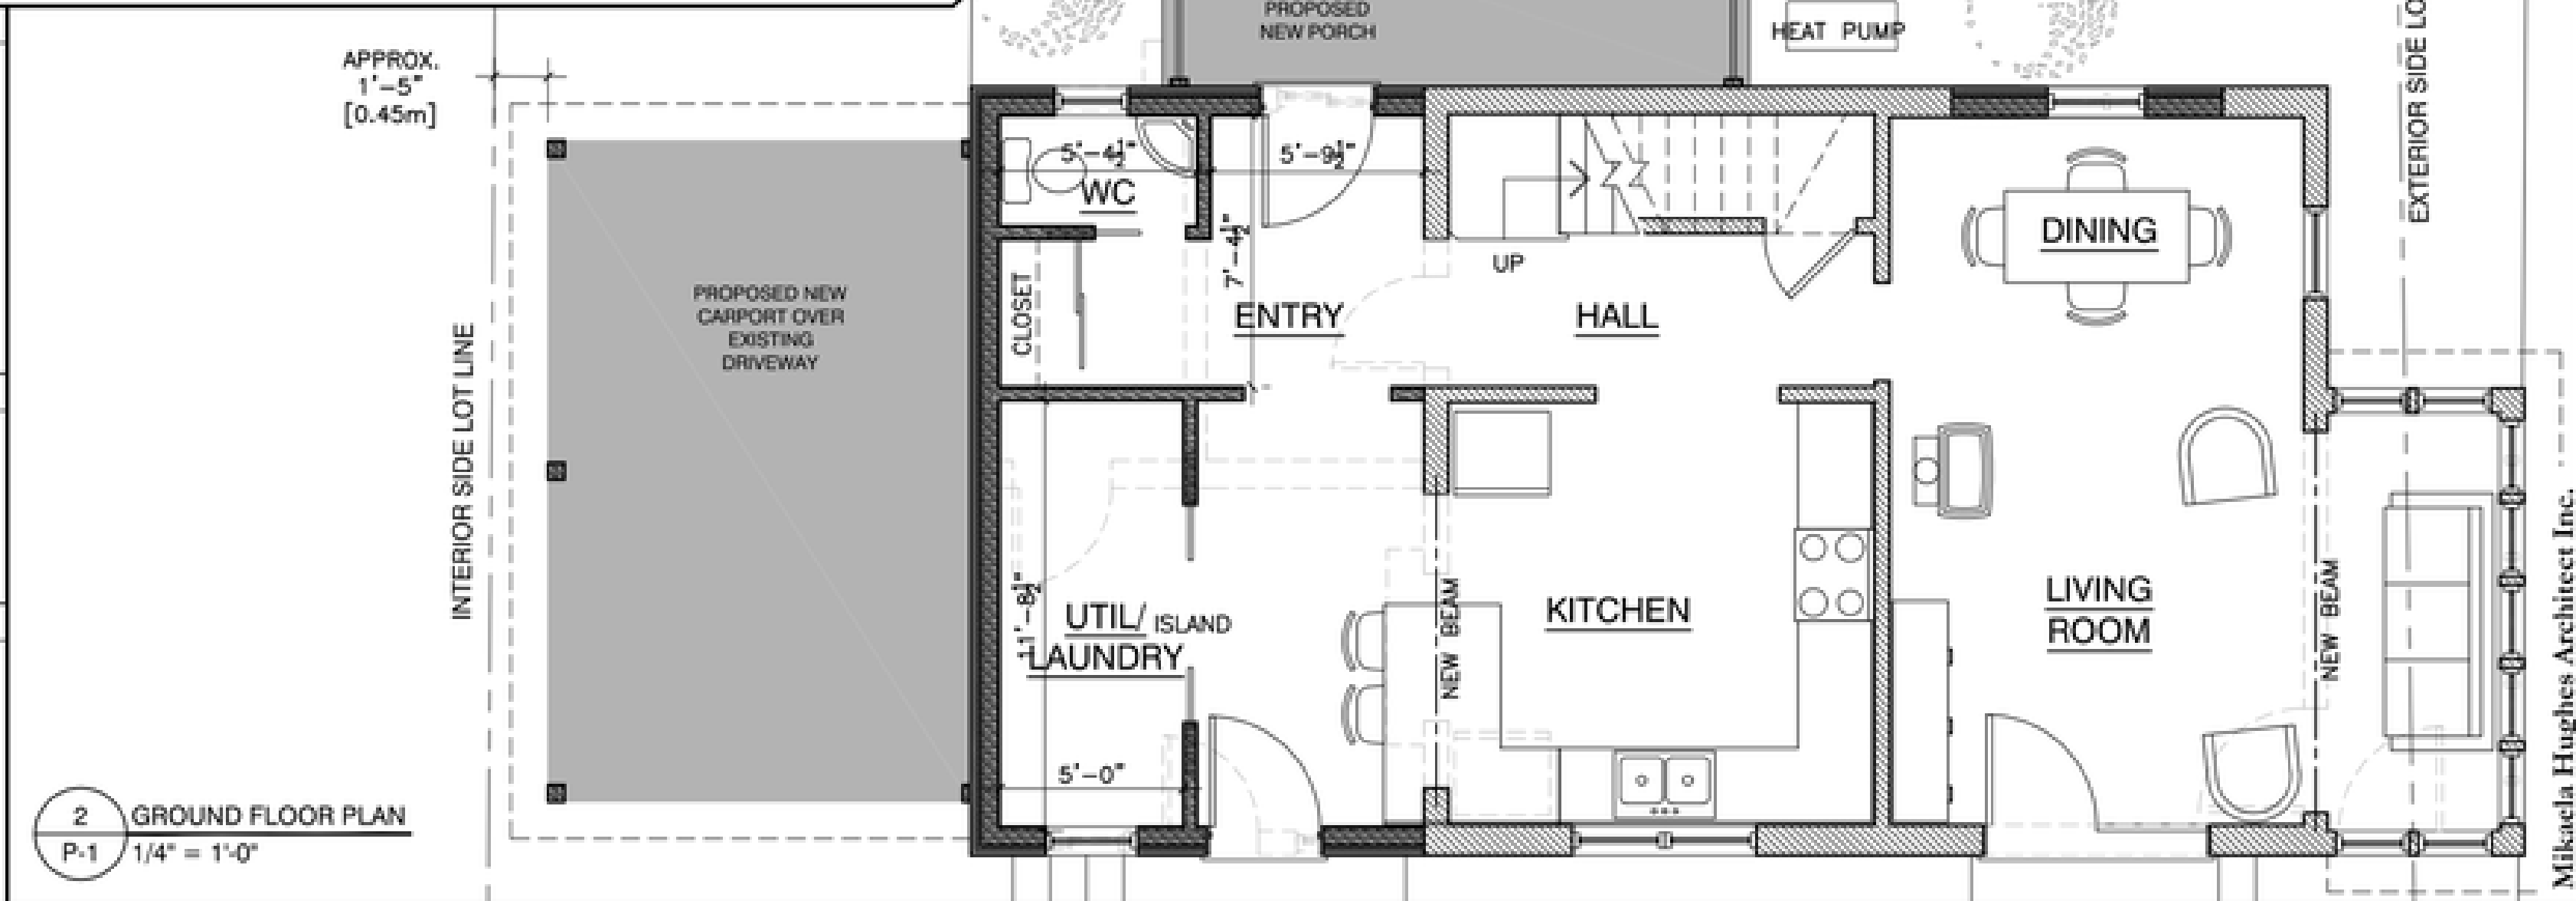 PROPOSED
NEW PORCH
HEAT PUMP
EXTERIOR SIDE LO
APPROX.
1'-5"
[0.45m]
5'-4½"
WC
5'-9½"
7'-4½"
UP
DINING
PROPOSED NEW
CARPORT OVER
EXISTING
DRIVEWAY
CLOSET
ENTRY
HALL
INTERIOR SIDE LOT LINE
11'-8½"
UTIL/
LAUNDRY
ISLAND
NEW BEAM
KITCHEN
LIVING
ROOM
NEW BEAM
5'-0"
2
P-1
GROUND FLOOR PLAN
1/4" = 1'-0"
Mikaela Hughes Architect Inc.